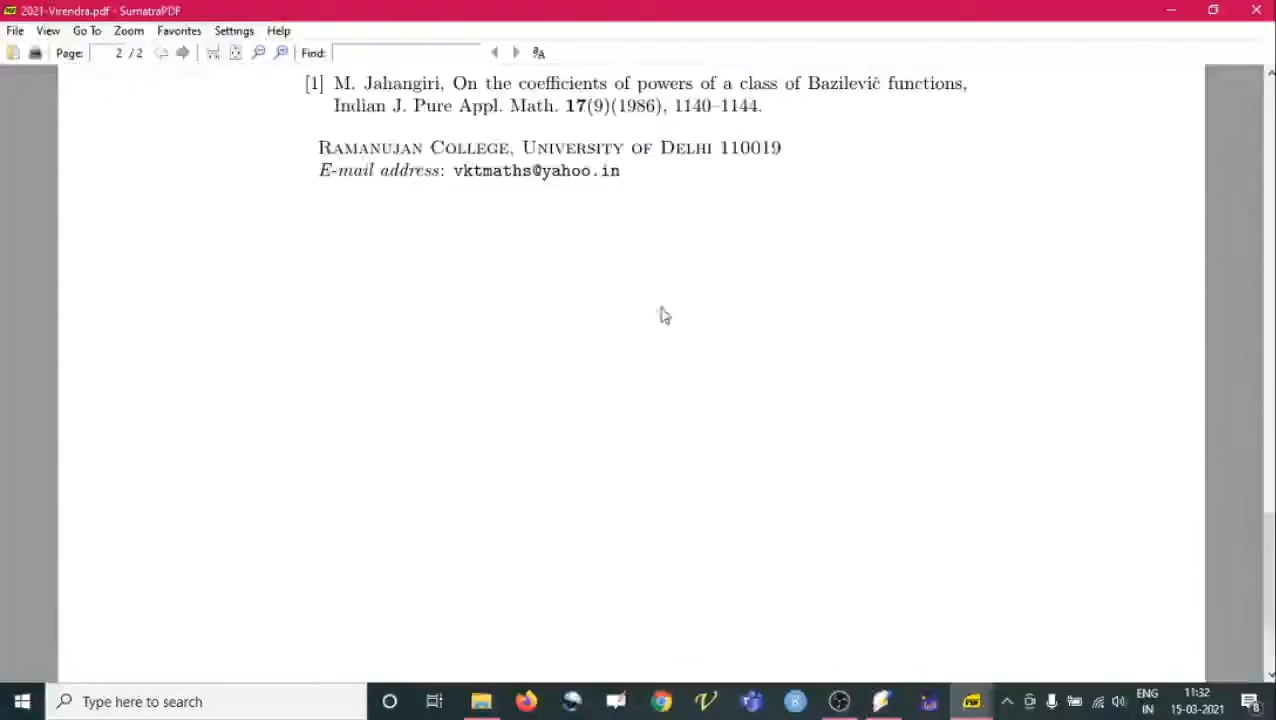 2021-Virendra.pdf - SumatraPDF
File View Go To Zoom Favorites Settings Help
Page: 2 / 2 Find:
[1] M. Jahangiri, On the coefficients of powers of a class of Bazilevič functions,
Indian J. Pure Appl. Math. 17(9)(1986), 1140–1144.
Ramanujan College, University of Delhi 110019
E-mail address: vktmaths@yahoo.in
Type here to search
ENG
IN
11:32
15-03-2021